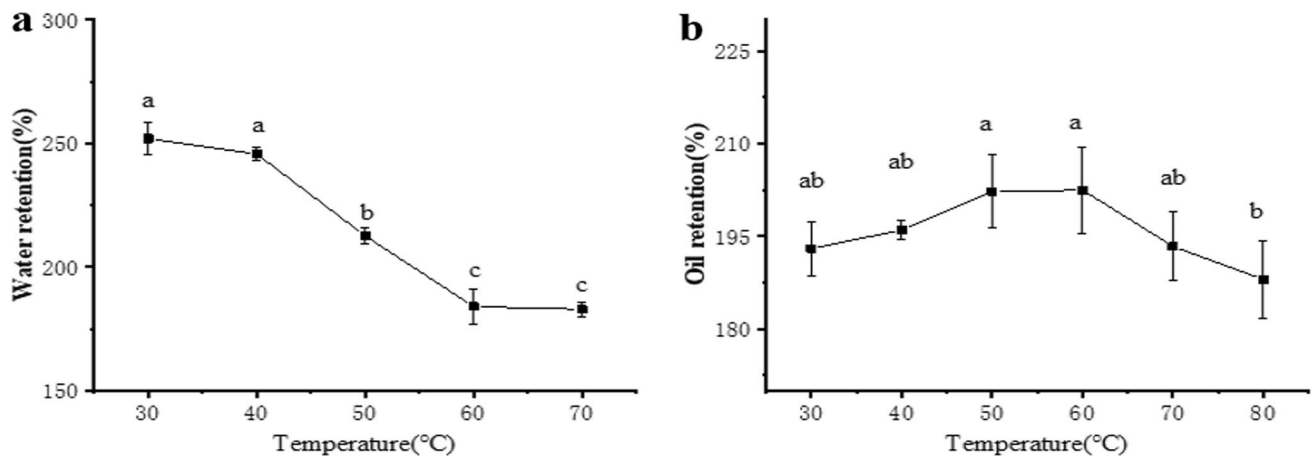 a
300
250
200
150
Water retention(%)
a
a
b
c
c
30 40 50 60 70
Temperature(°C)
b
225
210
195
180
Oil retention(%)
ab
ab
a
a
ab
b
30 40 50 60 70 80
Temperature(°C)